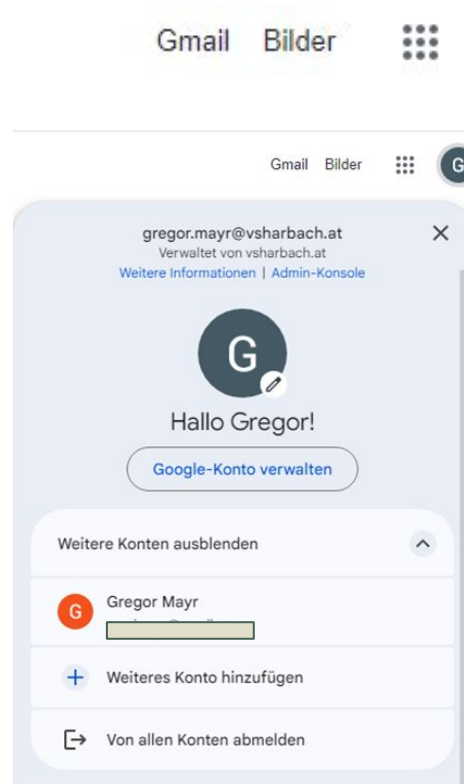 Gmail Bilder
Gmail Bilder G
gregor.mayr@vsharbach.at
Verwaltet von vsharbach.at
Weitere Informationen | Admin-Konsole
G
Hallo Gregor!
Google-Konto verwalten
Weitere Konten ausblenden
G Gregor Mayr
Weiteres Konto hinzufügen
Von allen Konten abmelden